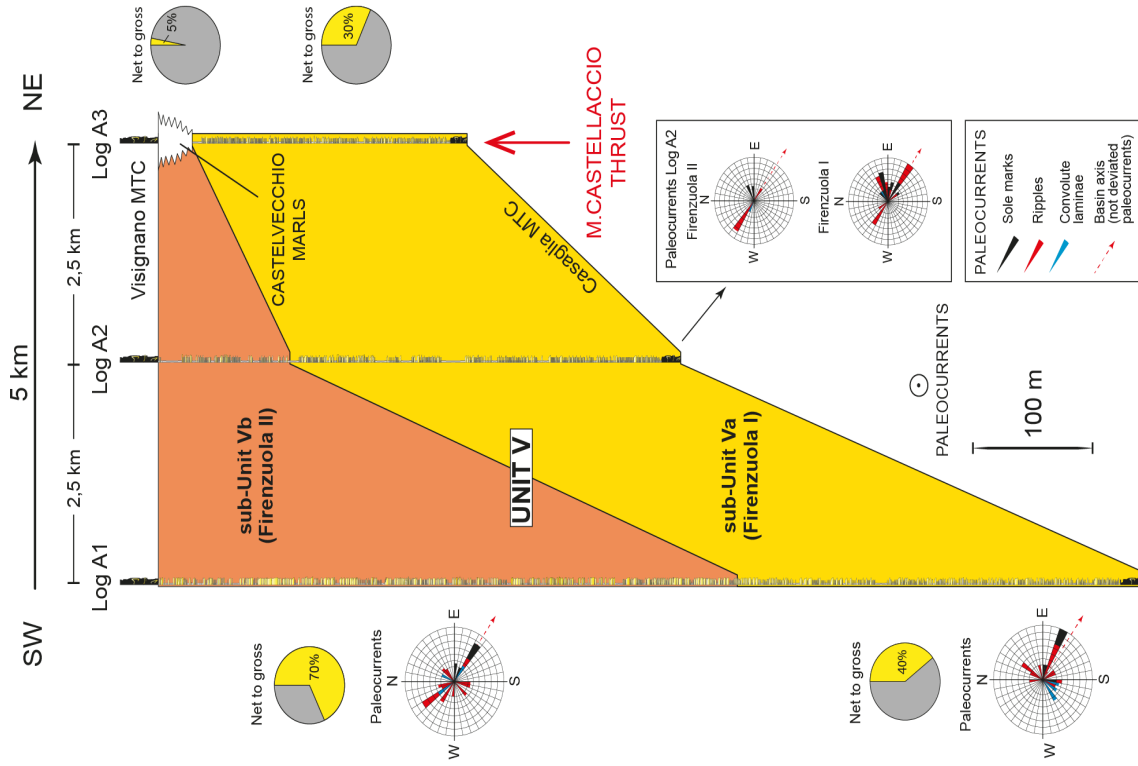 SW
5 km
NE
2,5 km
2,5 km
Log A1
Log A2
Log A3
Visignano MTC
CASTELVECCHIO
MARLS
sub-Unit Vb
(Firenzuola II)
UNIT V
sub-Unit Va
(Firenzuola I)
Casaglia MTC
M.CASTELLACCIO
THRUST
Net to gross
5%
Net to gross
30%
Net to gross
70%
Paleocurrents
N
E
S
W
Net to gross
40%
Paleocurrents
N
E
S
W
PALEOCURRENTS
100 m
Paleocurrents Log A2
Firenzuola II
N
E
S
W
Firenzuola I
N
E
S
W
PALEOCURRENTS
Sole marks
Ripples
Convolute
laminae
Basin axis
(not deviated
paleocurrents)